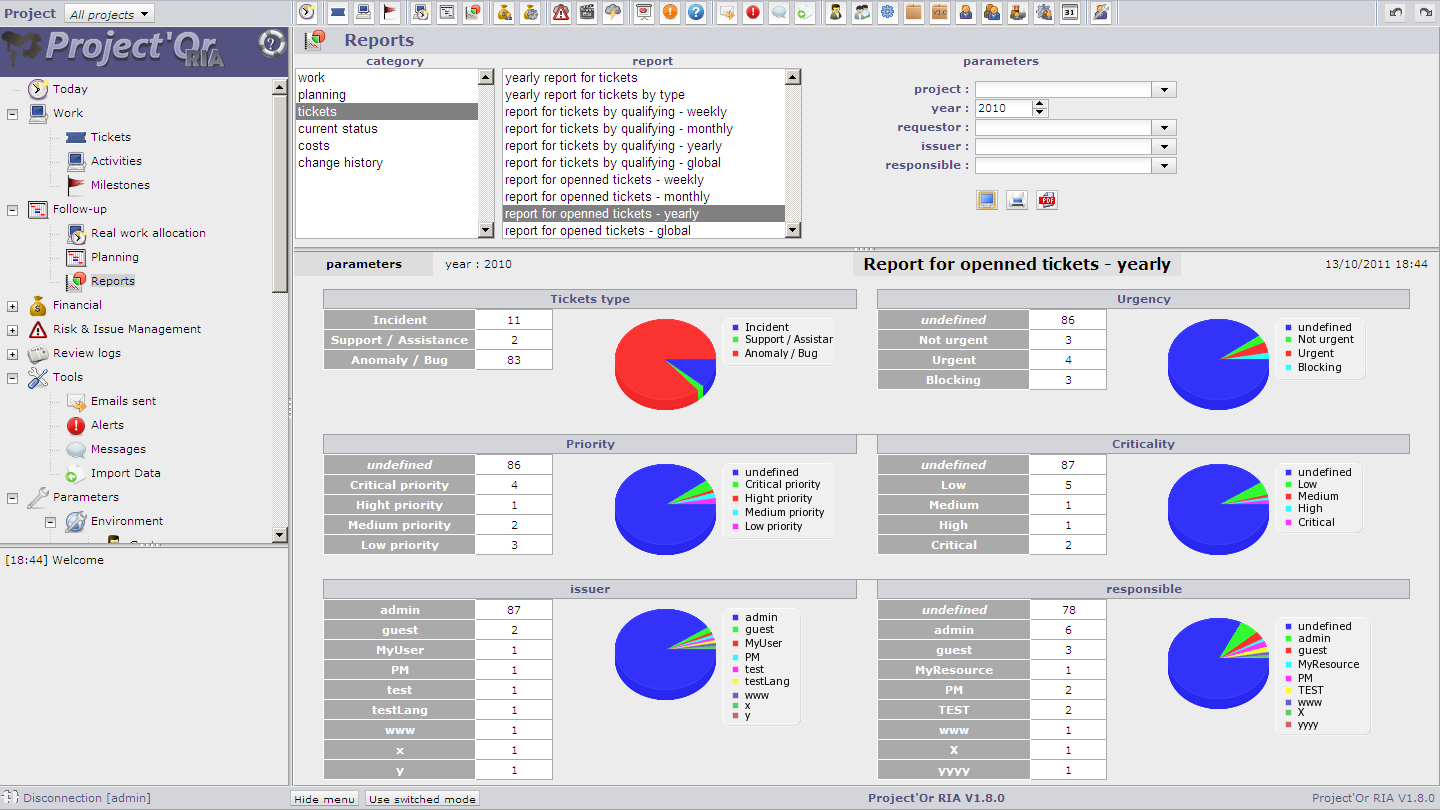 Project All projects
V1.0 31
Project'Or
RIA
Today
Work
Tickets
Activities
Milestones
Follow-up
Real work allocation
Planning
Reports
Financial
Risk & Issue Management
Review logs
Tools
Emails sent
Alerts
Messages
Import Data
Parameters
Environment
[18:44] Welcome
Reports
category
work
planning
tickets
current status
costs
change history
report
yearly report for tickets
yearly report for tickets by type
report for tickets by qualifying - weekly
report for tickets by qualifying - monthly
report for tickets by qualifying - yearly
report for tickets by qualifying - global
report for openned tickets - weekly
report for openned tickets - monthly
report for openned tickets - yearly
report for opened tickets - global
parameters
project :
year : 2010
requestor :
issuer :
responsible :
PDF
parameters year : 2010 Report for openned tickets - yearly 13/10/2011 18:44
Tickets type
Incident 11
Support / Assistance 2
Anomaly / Bug 83
Incident
Support / Assistar
Anomaly / Bug
Urgency
undefined 86
Not urgent 3
Urgent 4
Blocking 3
undefined
Not urgent
Urgent
Blocking
Priority
undefined 86
Critical priority 4
Hight priority 1
Medium priority 2
Low priority 3
undefined
Critical priority
Hight priority
Medium priority
Low priority
Criticality
undefined 87
Low 5
Medium 1
High 1
Critical 2
undefined
Low
Medium
High
Critical
issuer
admin 87
guest 2
MyUser 1
PM 1
test 1
testLang 1
www 1
x 1
y 1
admin
guest
MyUser
PM
test
testLang
www
x
y
responsible
undefined 78
admin 6
guest 3
MyResource 1
PM 2
TEST 2
www 1
X 1
yyyy 1
undefined
admin
guest
MyResource
PM
TEST
www
X
yyyy
Disconnection [admin] Hide menu Use switched mode Project'Or RIA V1.8.0 Project'Or RIA V1.8.0